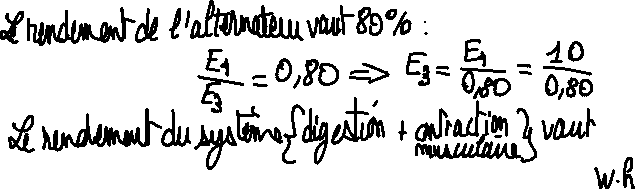 Le rendement de l'alternateur vaut 80% :
E1/E3 = 0,80 => E3 = E1/0,80 = 10/0,80
Le rendement du système {digestion + contraction musculaire} vaut
W.R